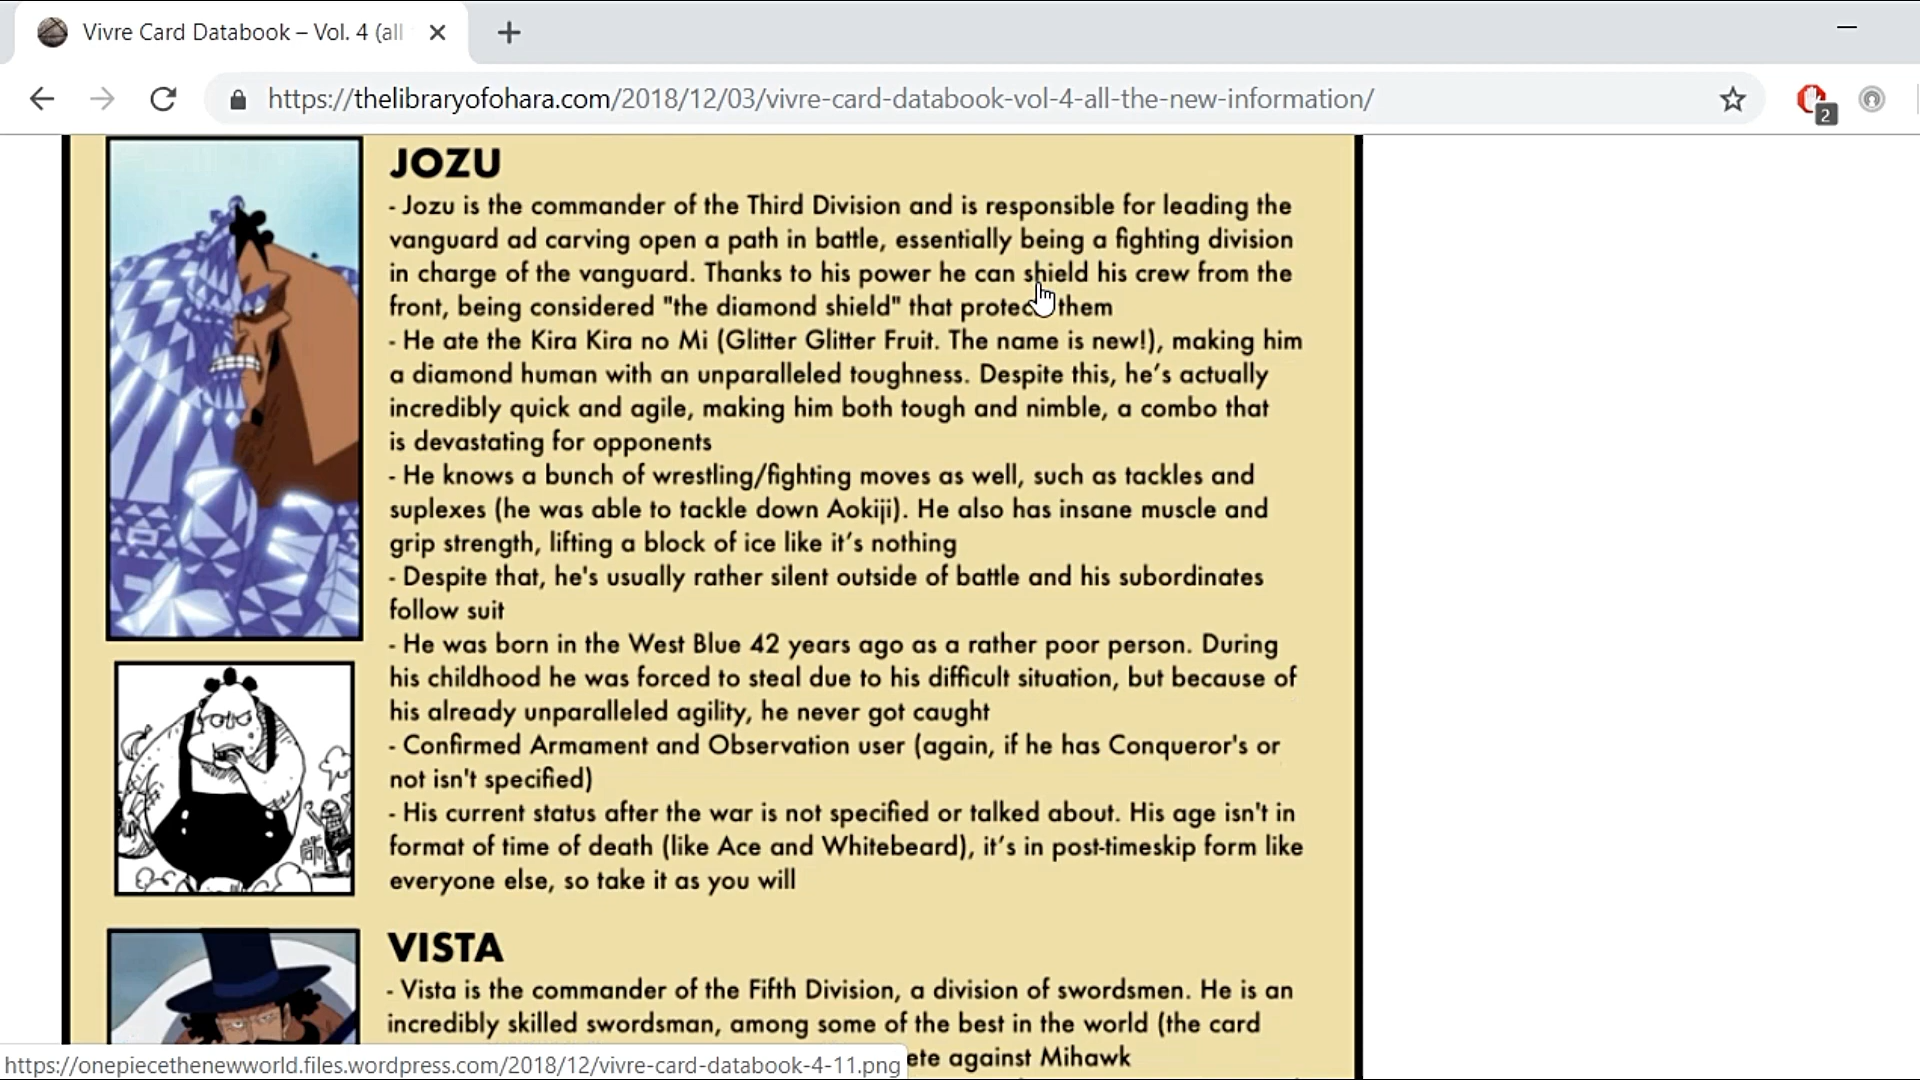 Vivre Card Databook – Vol. 4 (all
https://thelibraryofohara.com/2018/12/03/vivre-card-databook-vol-4-all-the-new-information/
2
JOZU
- Jozu is the commander of the Third Division and is responsible for leading the
vanguard ad carving open a path in battle, essentially being a fighting division
in charge of the vanguard. Thanks to his power he can shield his crew from the
front, being considered "the diamond shield" that protect them
- He ate the Kira Kira no Mi (Glitter Glitter Fruit. The name is new!), making him
a diamond human with an unparalleled toughness. Despite this, he's actually
incredibly quick and agile, making him both tough and nimble, a combo that
is devastating for opponents
- He knows a bunch of wrestling/fighting moves as well, such as tackles and
suplexes (he was able to tackle down Aokiji). He also has insane muscle and
grip strength, lifting a block of ice like it's nothing
- Despite that, he's usually rather silent outside of battle and his subordinates
follow suit
- He was born in the West Blue 42 years ago as a rather poor person. During
his childhood he was forced to steal due to his difficult situation, but because of
his already unparalleled agility, he never got caught
- Confirmed Armament and Observation user (again, if he has Conqueror's or
not isn't specified)
- His current status after the war is not specified or talked about. His age isn't in
format of time of death (like Ace and Whitebeard), it's in post-timeskip form like
everyone else, so take it as you will
VISTA
- Vista is the commander of the Fifth Division, a division of swordsmen. He is an
incredibly skilled swordsman, among some of the best in the world (the card
ete against Mihawk
https://onepiecethenewworld.files.wordpress.com/2018/12/vivre-card-databook-4-11.png